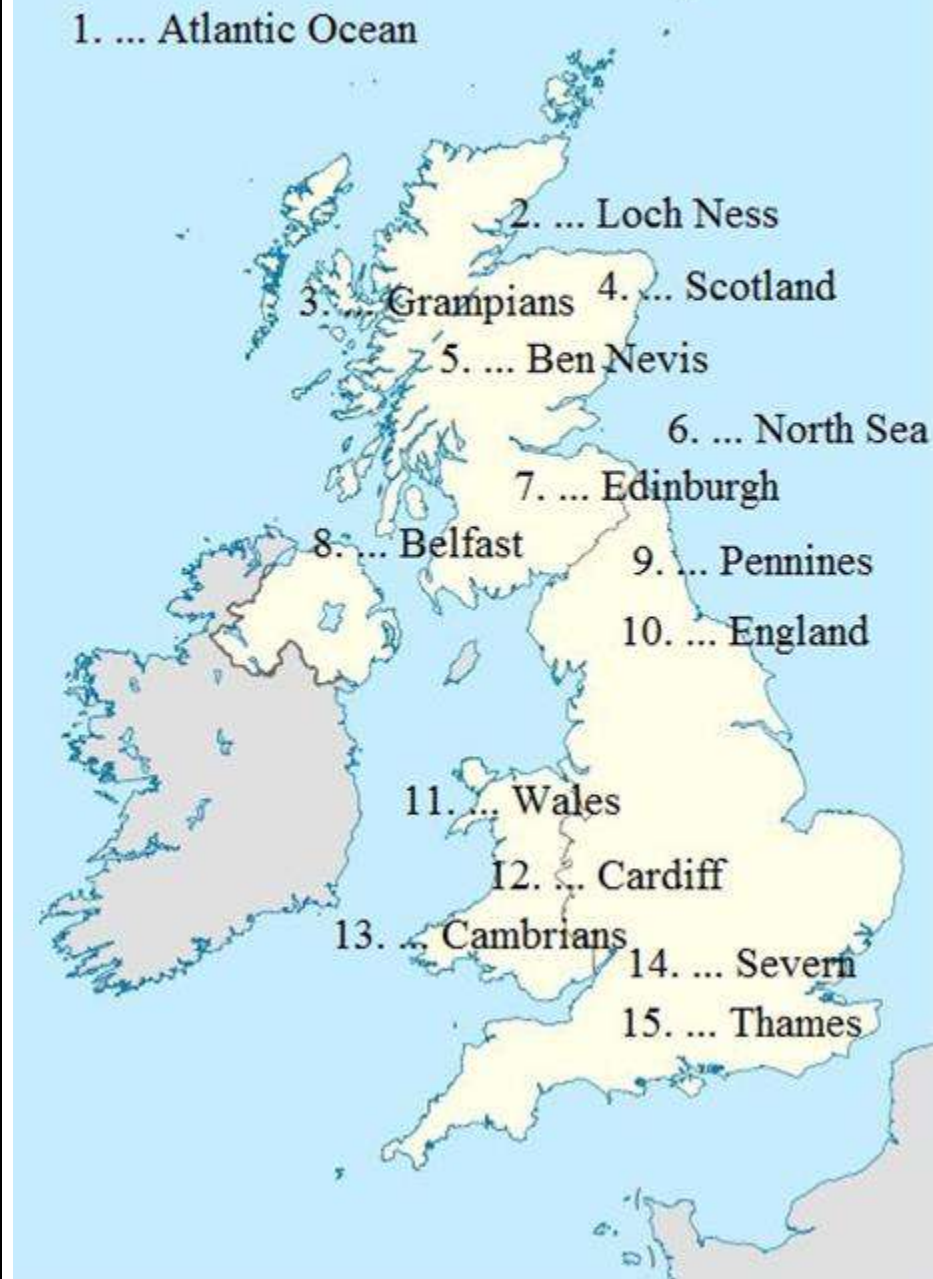 1. ... Atlantic Ocean
2. ... Loch Ness
3. ... Grampians
4. ... Scotland
5. ... Ben Nevis
6. ... North Sea
7. ... Edinburgh
8. ... Belfast
9. ... Pennines
10. ... England
11. ... Wales
12. ... Cardiff
13. ... Cambrians
14. ... Severn
15. ... Thames